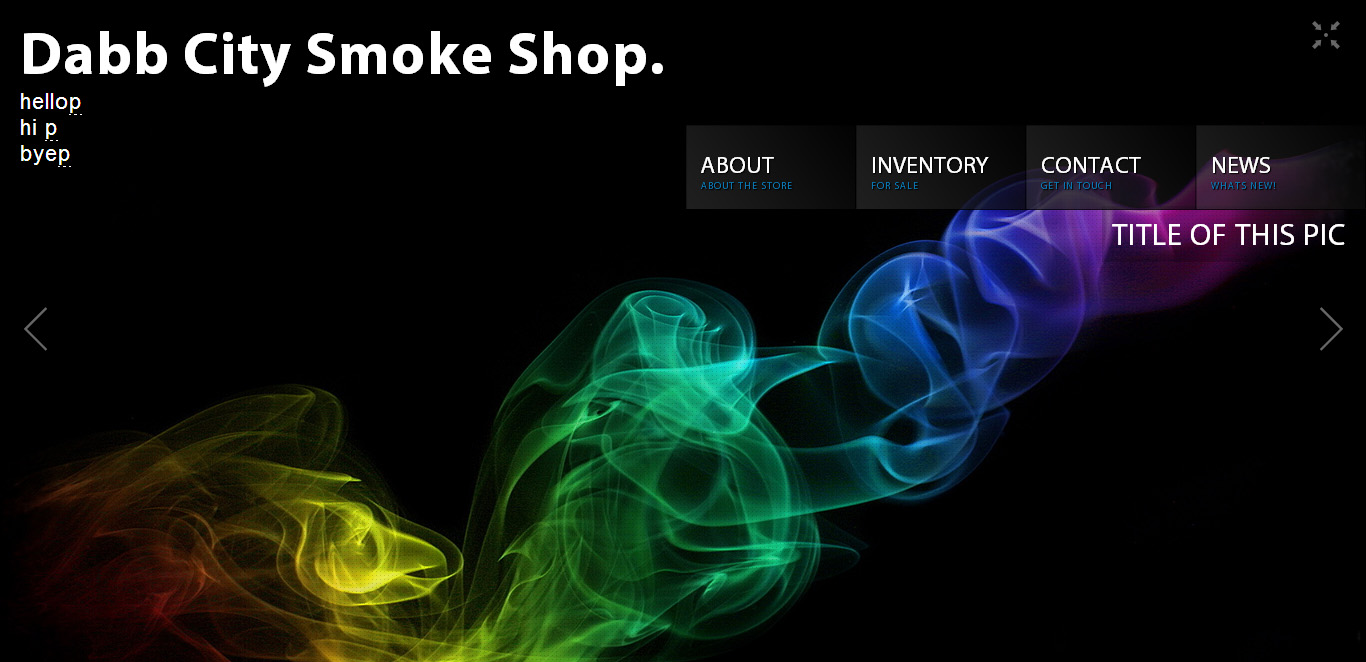 Dabb City Smoke Shop.
hellop
hi p
byep
ABOUT INVENTORY CONTACT NEWS
ABOUT THE STORE FOR SALE GET IN TOUCH WHATS NEW!
TITLE OF THIS PIC